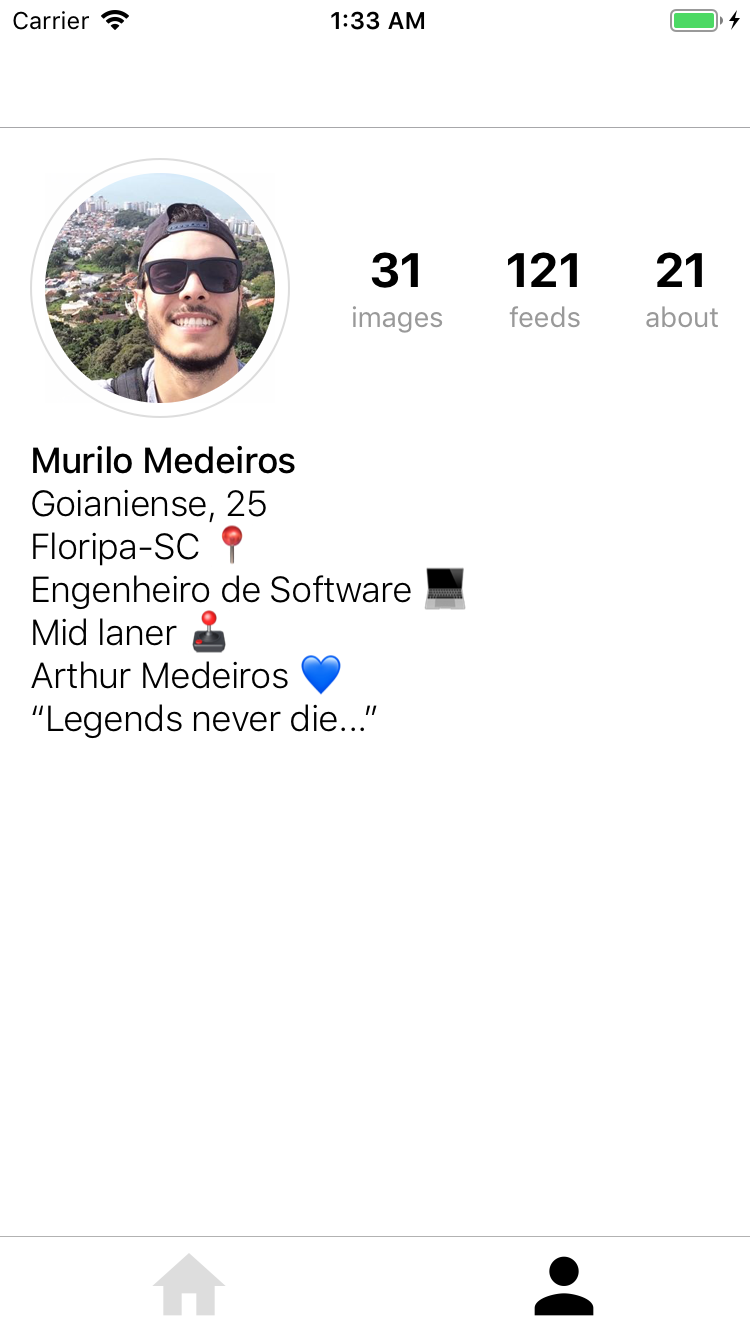 Carrier 1:33 AM
31 121 21
images feeds about
Murilo Medeiros
Goianiense, 25
Floripa-SC 📍
Engenheiro de Software 💻
Mid laner 🕹️
Arthur Medeiros 💙
“Legends never die...”